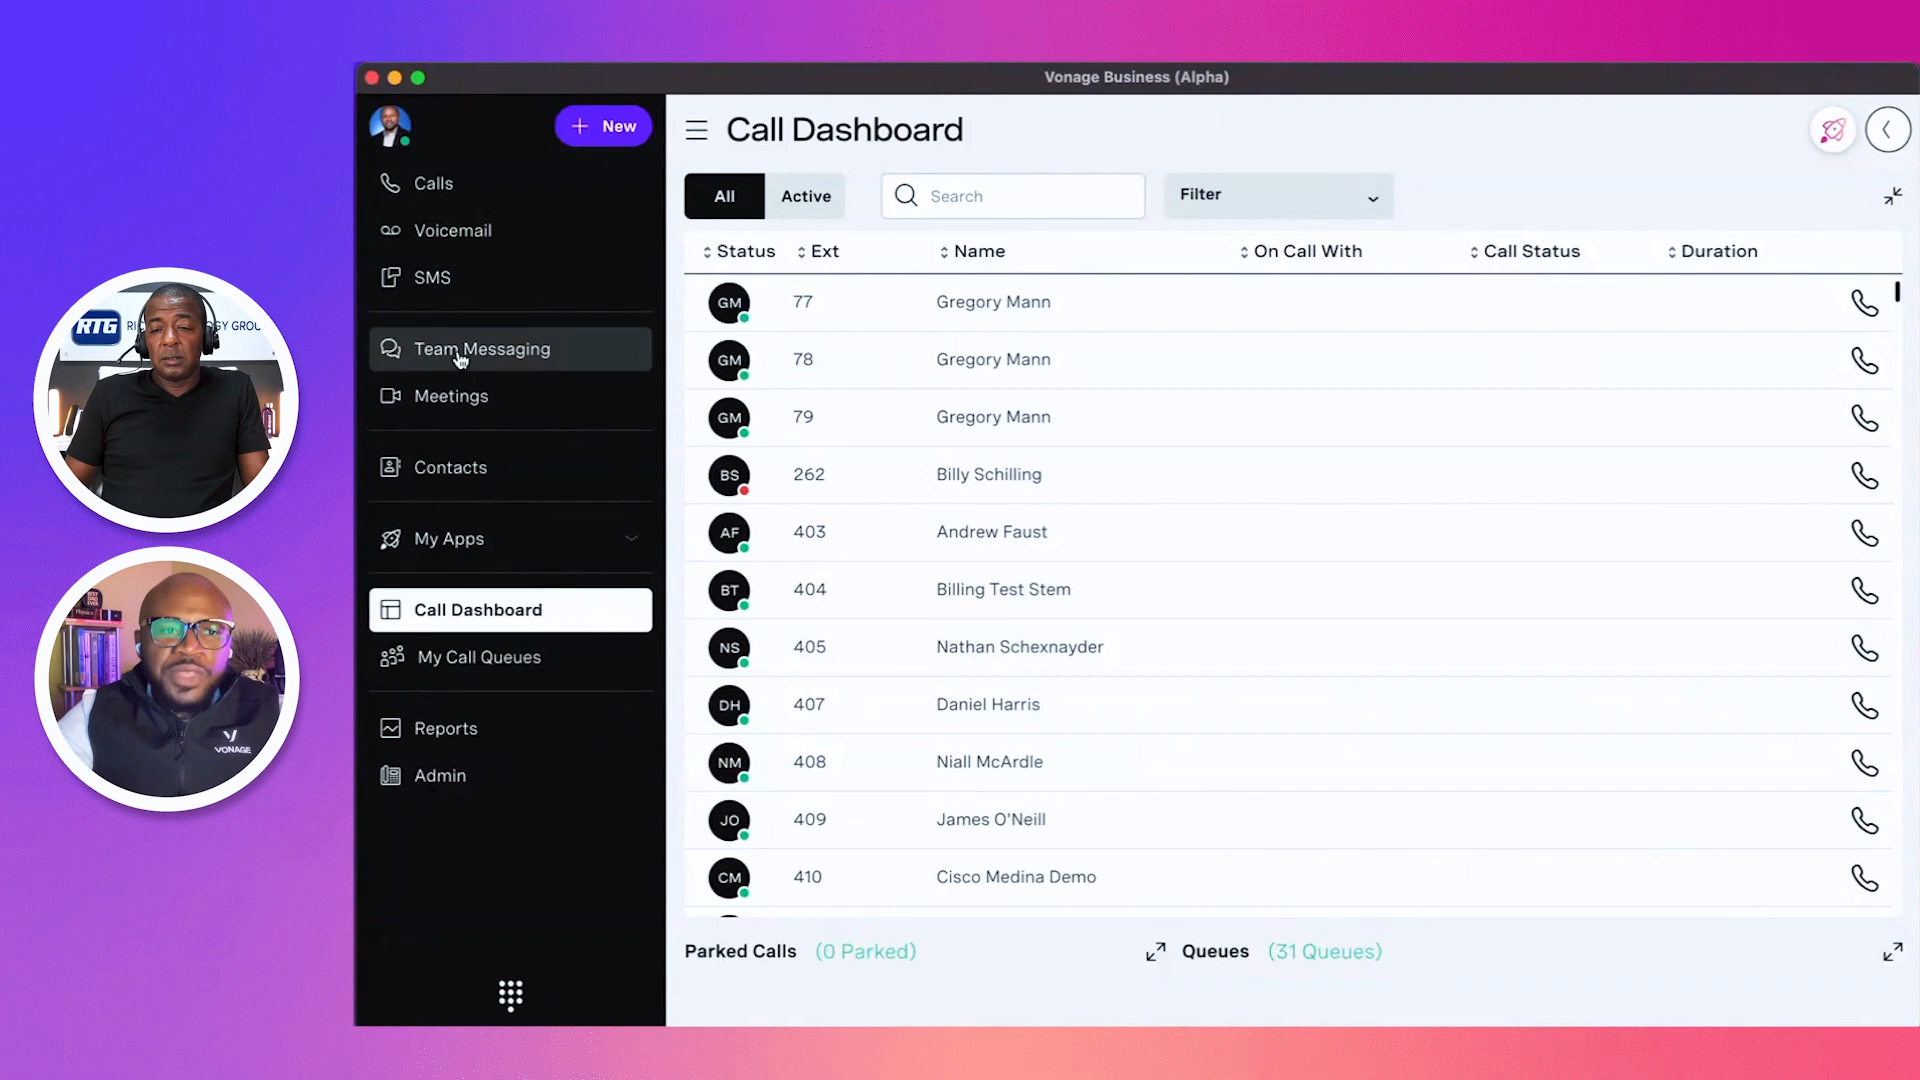 Vonage Business (Alpha)
New
Calls
Voicemail
SMS
Team Messaging
Meetings
Contacts
My Apps
Call Dashboard
My Call Queues
Reports
Admin
Call Dashboard
All
Active
Search
Filter
Status Ext Name On Call With Call Status Duration
GM 77 Gregory Mann
GM 78 Gregory Mann
GM 79 Gregory Mann
BS 262 Billy Schilling
AF 403 Andrew Faust
BT 404 Billing Test Stem
NS 405 Nathan Schexnayder
DH 407 Daniel Harris
NM 408 Niall McArdle
JO 409 James O'Neill
CM 410 Cisco Medina Demo
Parked Calls (0 Parked)
Queues (31 Queues)
RTG
VONAGE